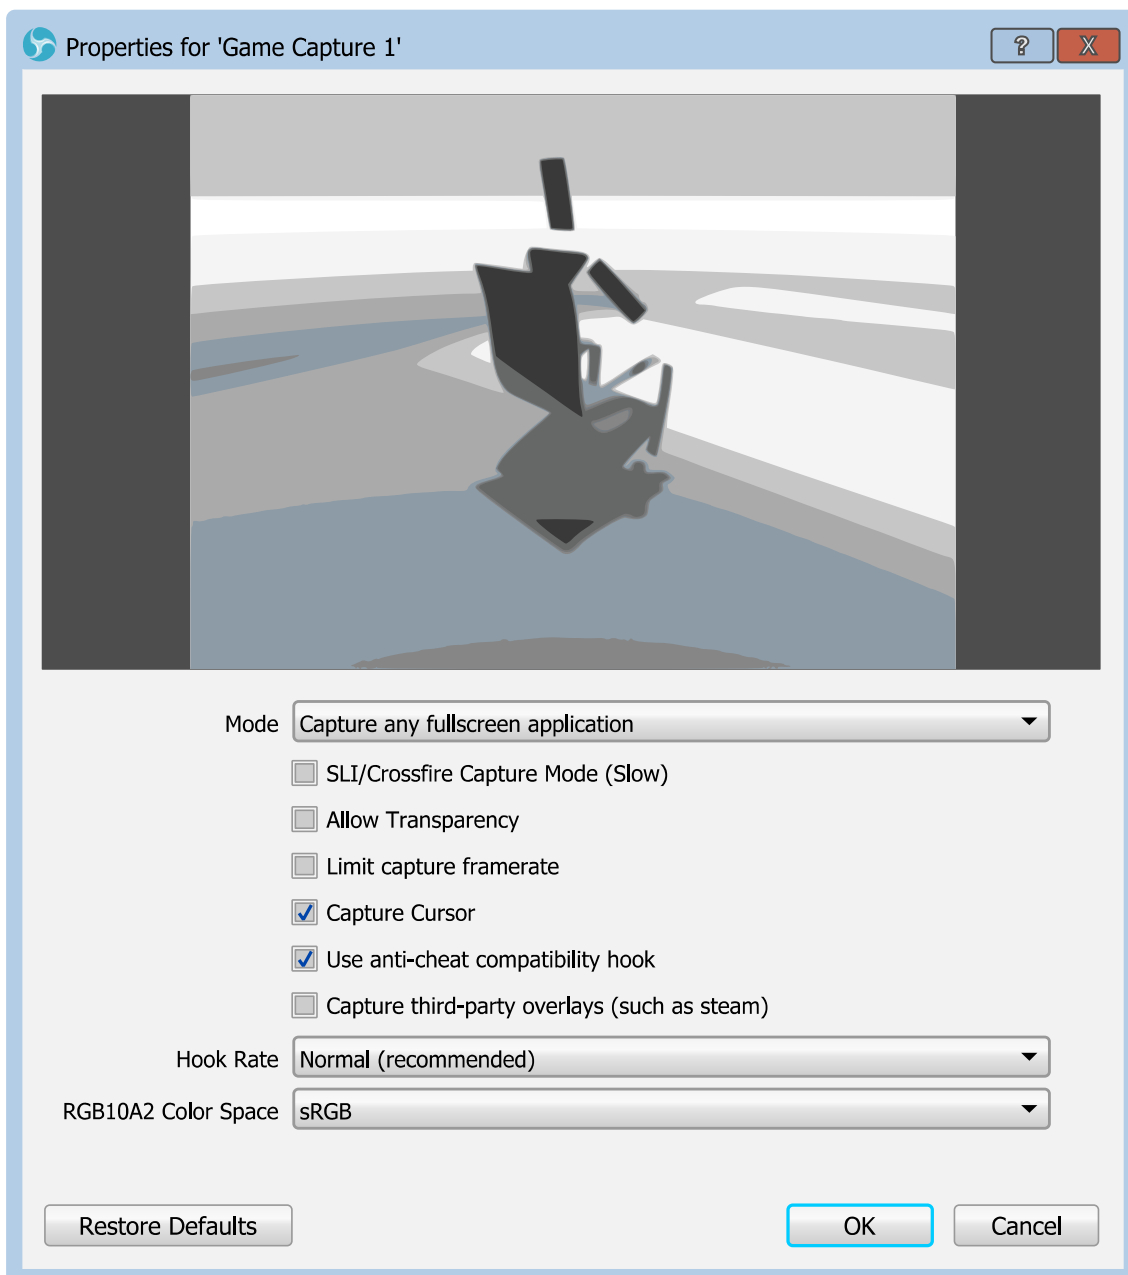 Properties for 'Game Capture 1'
?
X
Mode
Capture any fullscreen application
SLI/Crossfire Capture Mode (Slow)
Allow Transparency
Limit capture framerate
Capture Cursor
Use anti-cheat compatibility hook
Capture third-party overlays (such as steam)
Hook Rate
Normal (recommended)
RGB10A2 Color Space
sRGB
Restore Defaults
OK
Cancel